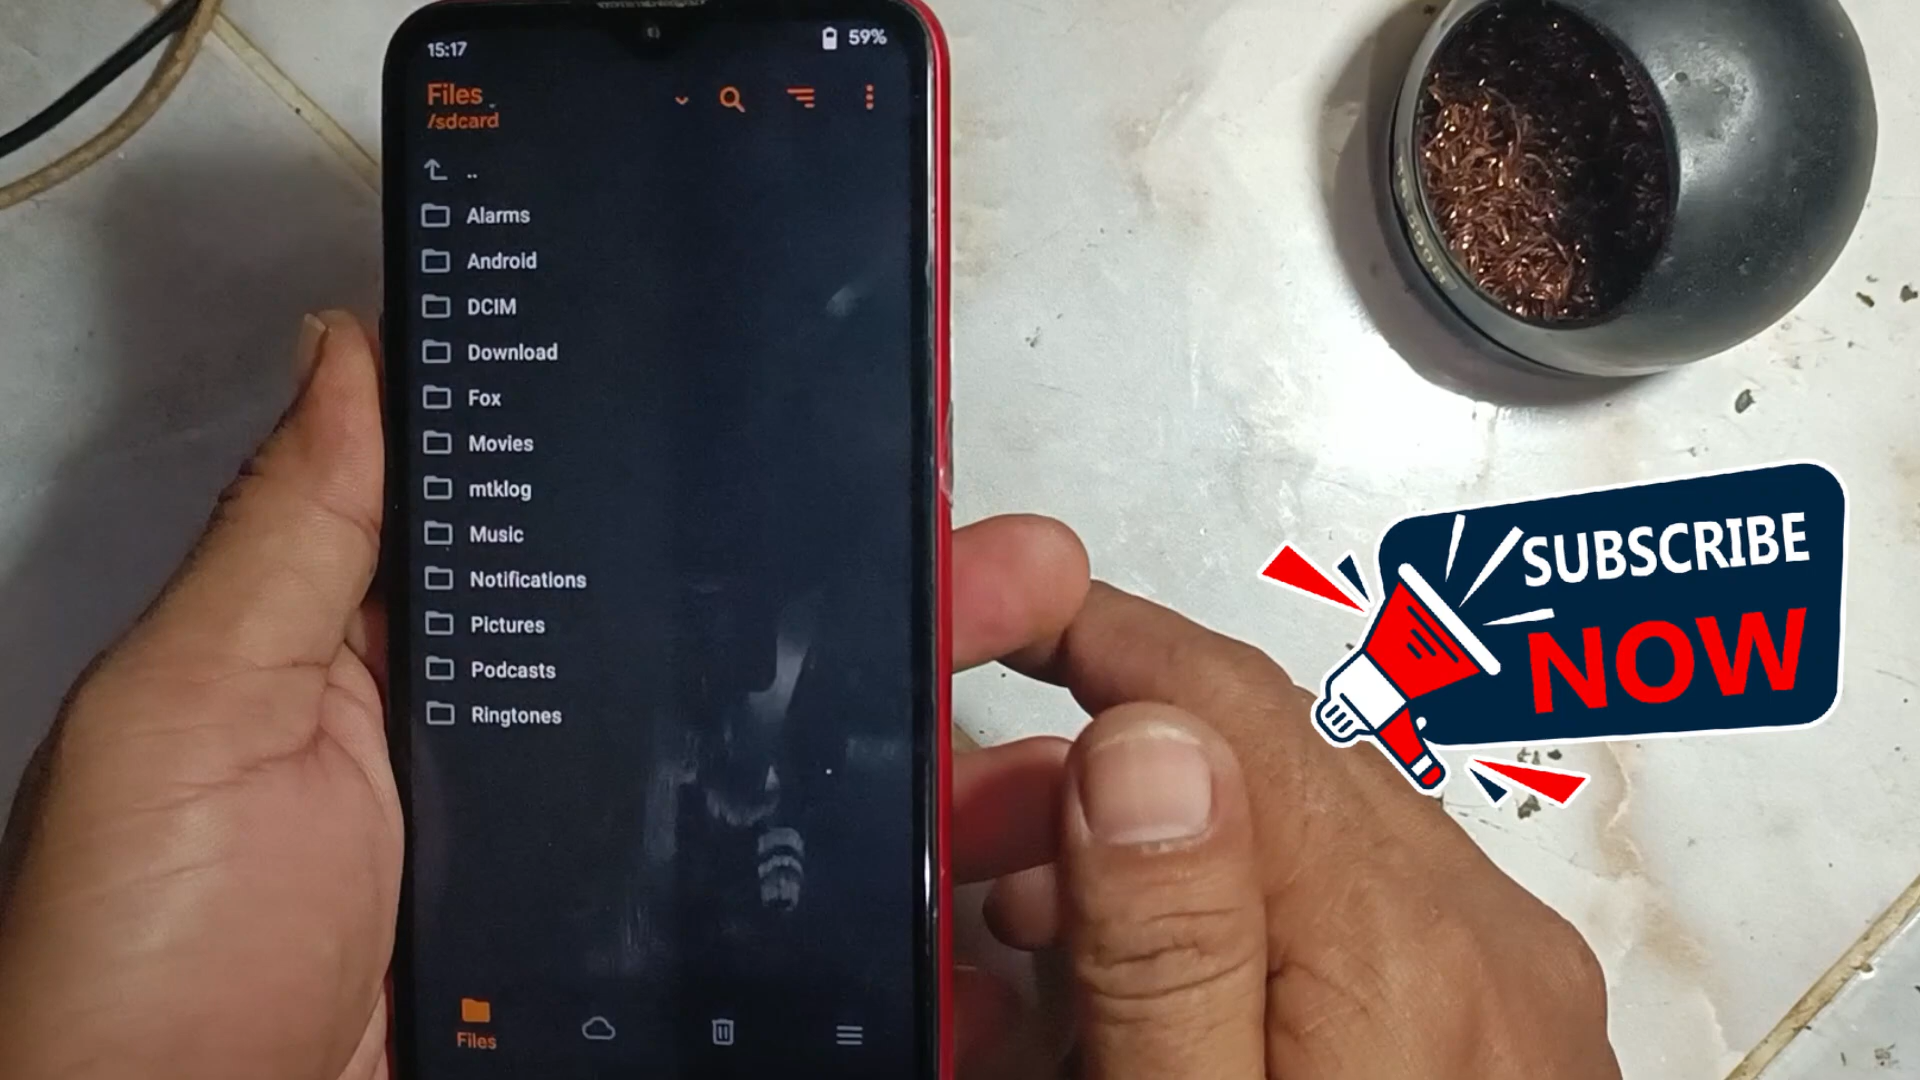 15:17
59%
Files
/sdcard
..
Alarms
Android
DCIM
Download
Fox
Movies
mtklog
Music
Notifications
Pictures
Podcasts
Ringtones
Files
SUBSCRIBE
NOW